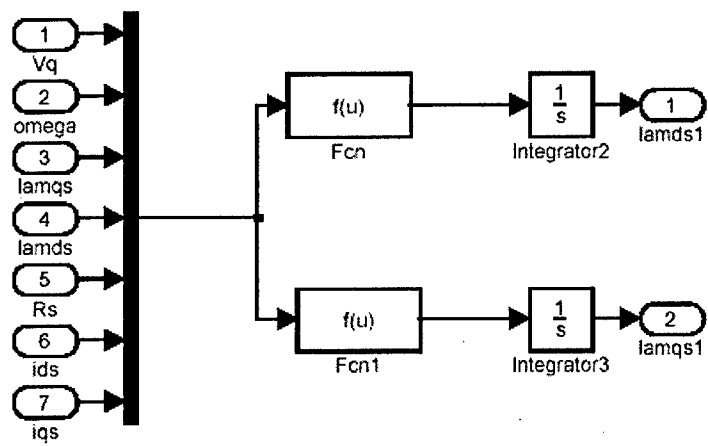 1
Vq
2
omega
3
lamqs
4
lamds
5
Rs
6
ids
7
iqs
f(u)
Fcn
1
s
Integrator2
1
lamds1
f(u)
Fcn1
1
s
Integrator3
2
lamqs1